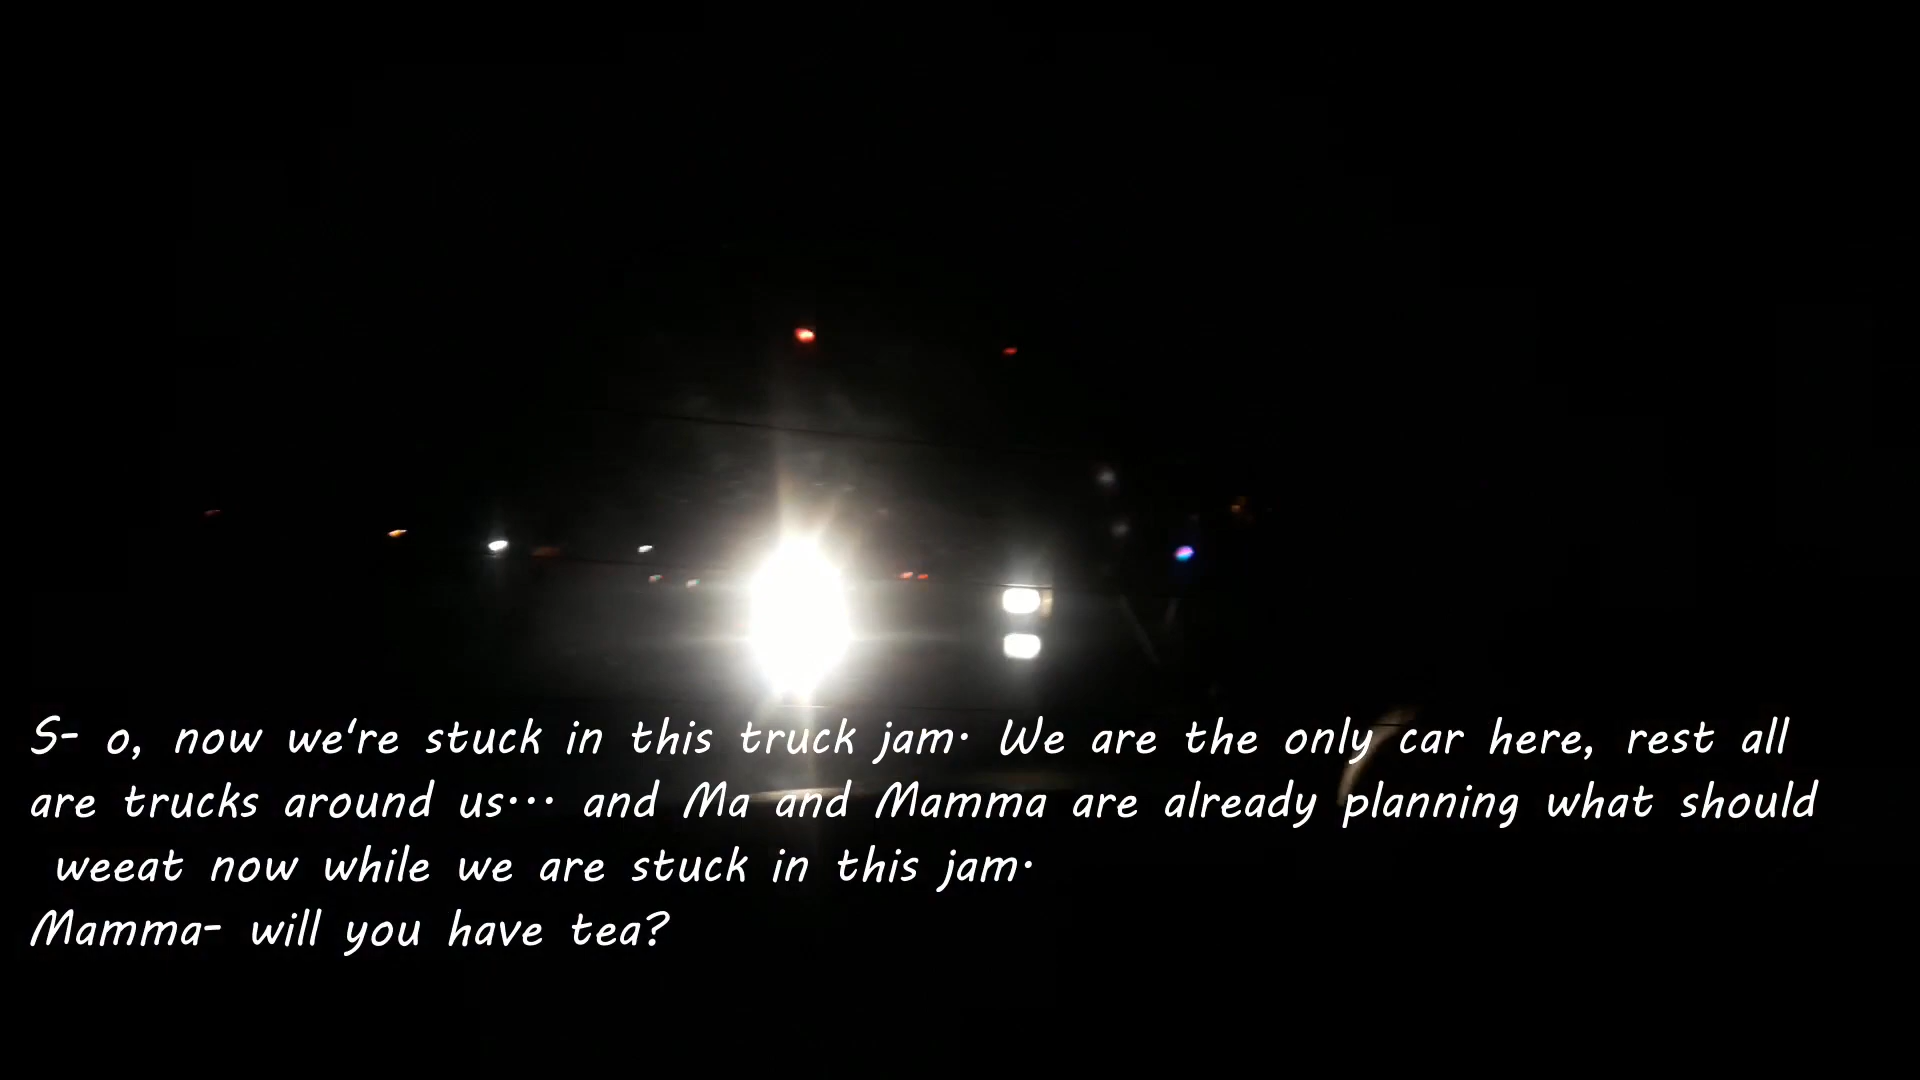 S- o, now we're stuck in this truck jam. We are the only car here, rest all
are trucks around us... and Ma and Mamma are already planning what should
weeat now while we are stuck in this jam.
Mamma- will you have tea?